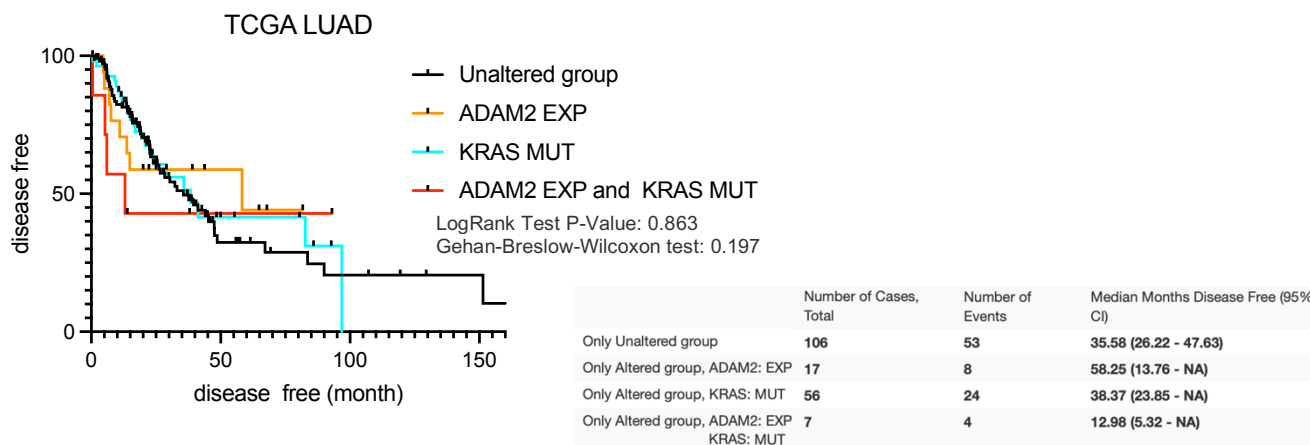 TCGA LUAD
100
50
0
disease free
0
50
100
150
disease free (month)
Unaltered group
ADAM2 EXP
KRAS MUT
ADAM2 EXP and KRAS MUT
LogRank Test P-Value: 0.863
Gehan-Breslow-Wilcoxon test: 0.197
Number of Cases, Number of Median Months Disease Free (95%
Total Events CI)
Only Unaltered group 106 53 35.58 (26.22 - 47.63)
Only Altered group, ADAM2: EXP 17 8 58.25 (13.76 - NA)
Only Altered group, KRAS: MUT 56 24 38.37 (23.85 - NA)
Only Altered group, ADAM2: EXP 7 4 12.98 (5.32 - NA)
KRAS: MUT